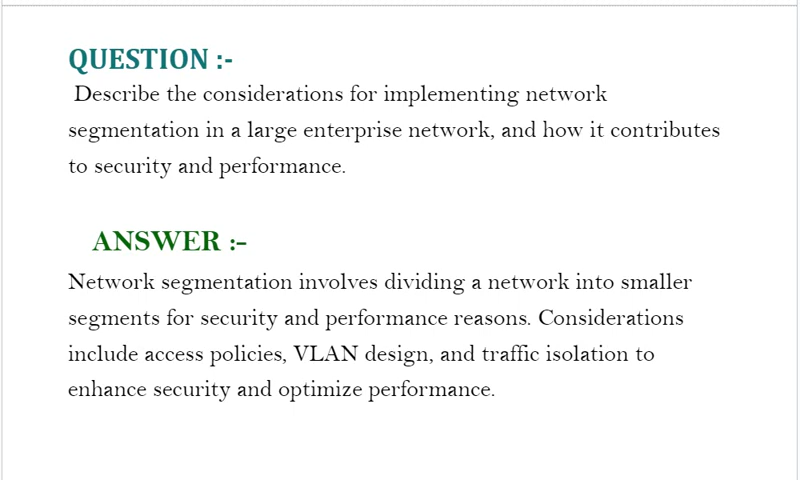 QUESTION :-
Describe the considerations for implementing network
segmentation in a large enterprise network, and how it contributes
to security and performance.
ANSWER :-
Network segmentation involves dividing a network into smaller
segments for security and performance reasons. Considerations
include access policies, VLAN design, and traffic isolation to
enhance security and optimize performance.